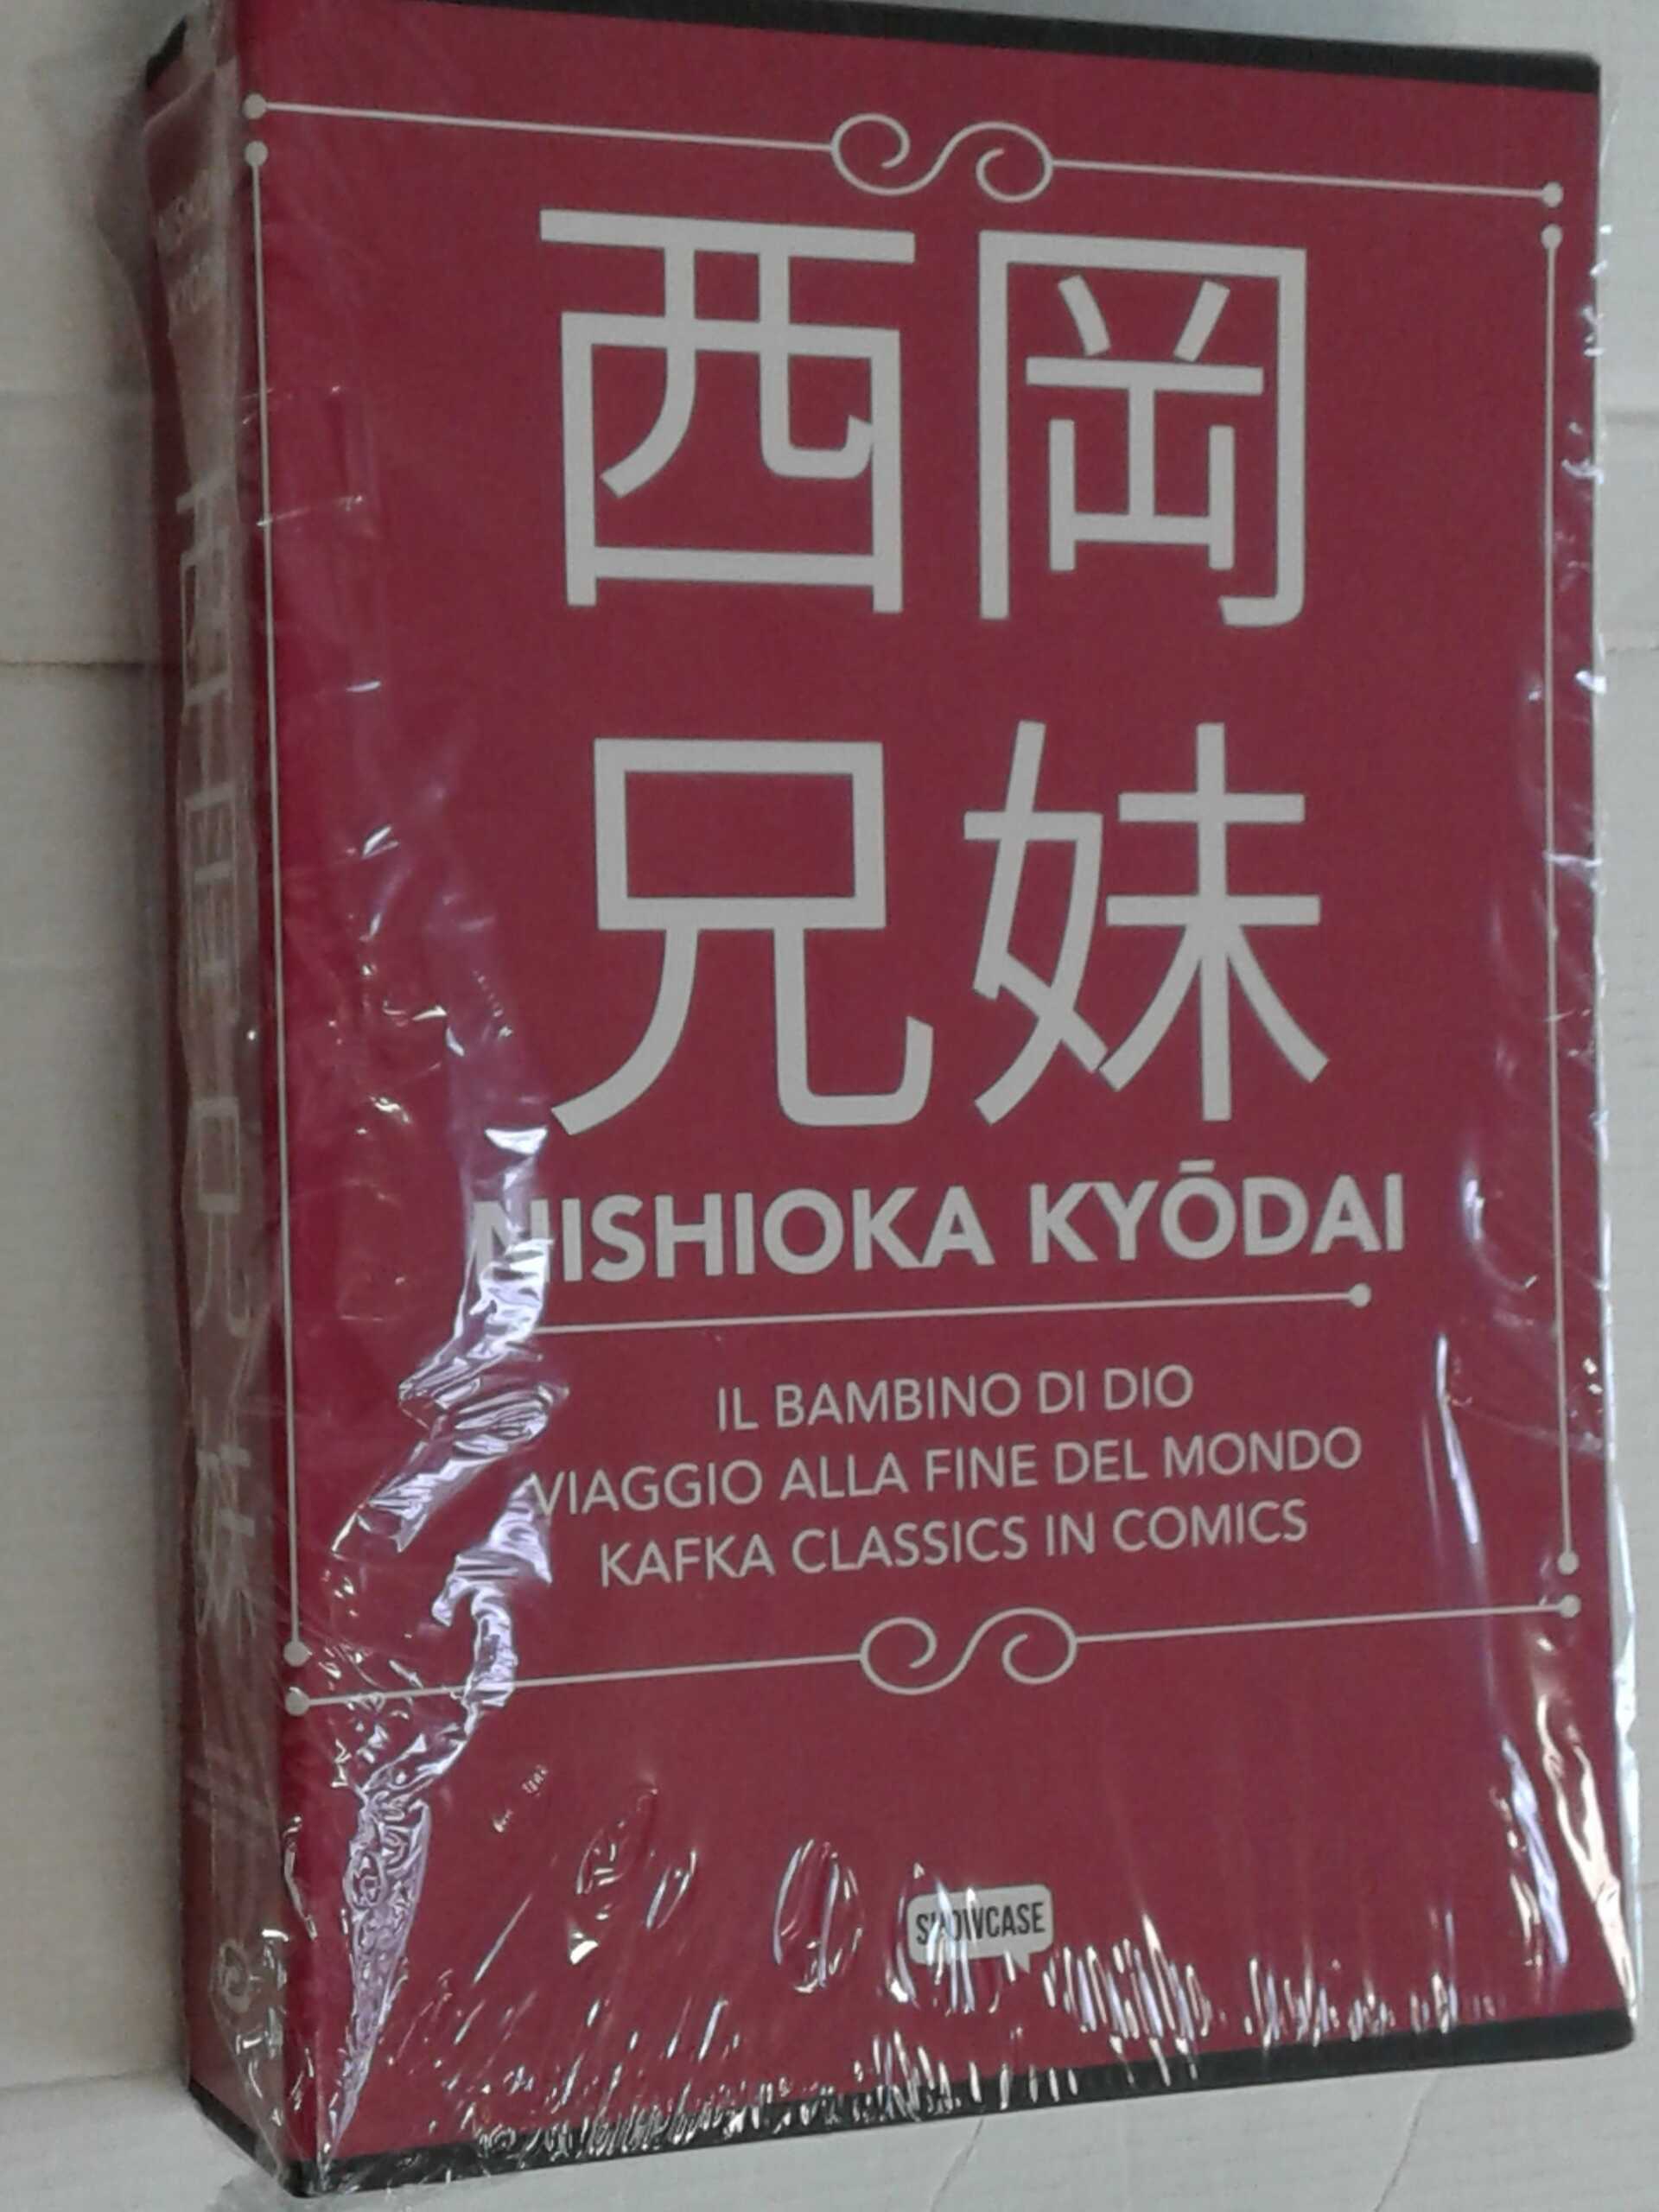 西岡
兄妹
NISHIOKA KYŌDAI
IL BAMBINO DI DIO
VIAGGIO ALLA FINE DEL MONDO
KAFKA CLASSICS IN COMICS
SHOWCASE